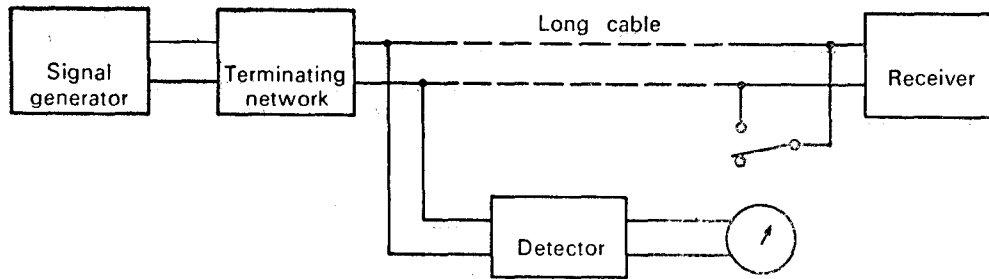 Long cable
Signal
generator
Terminating
network
Receiver
Detector